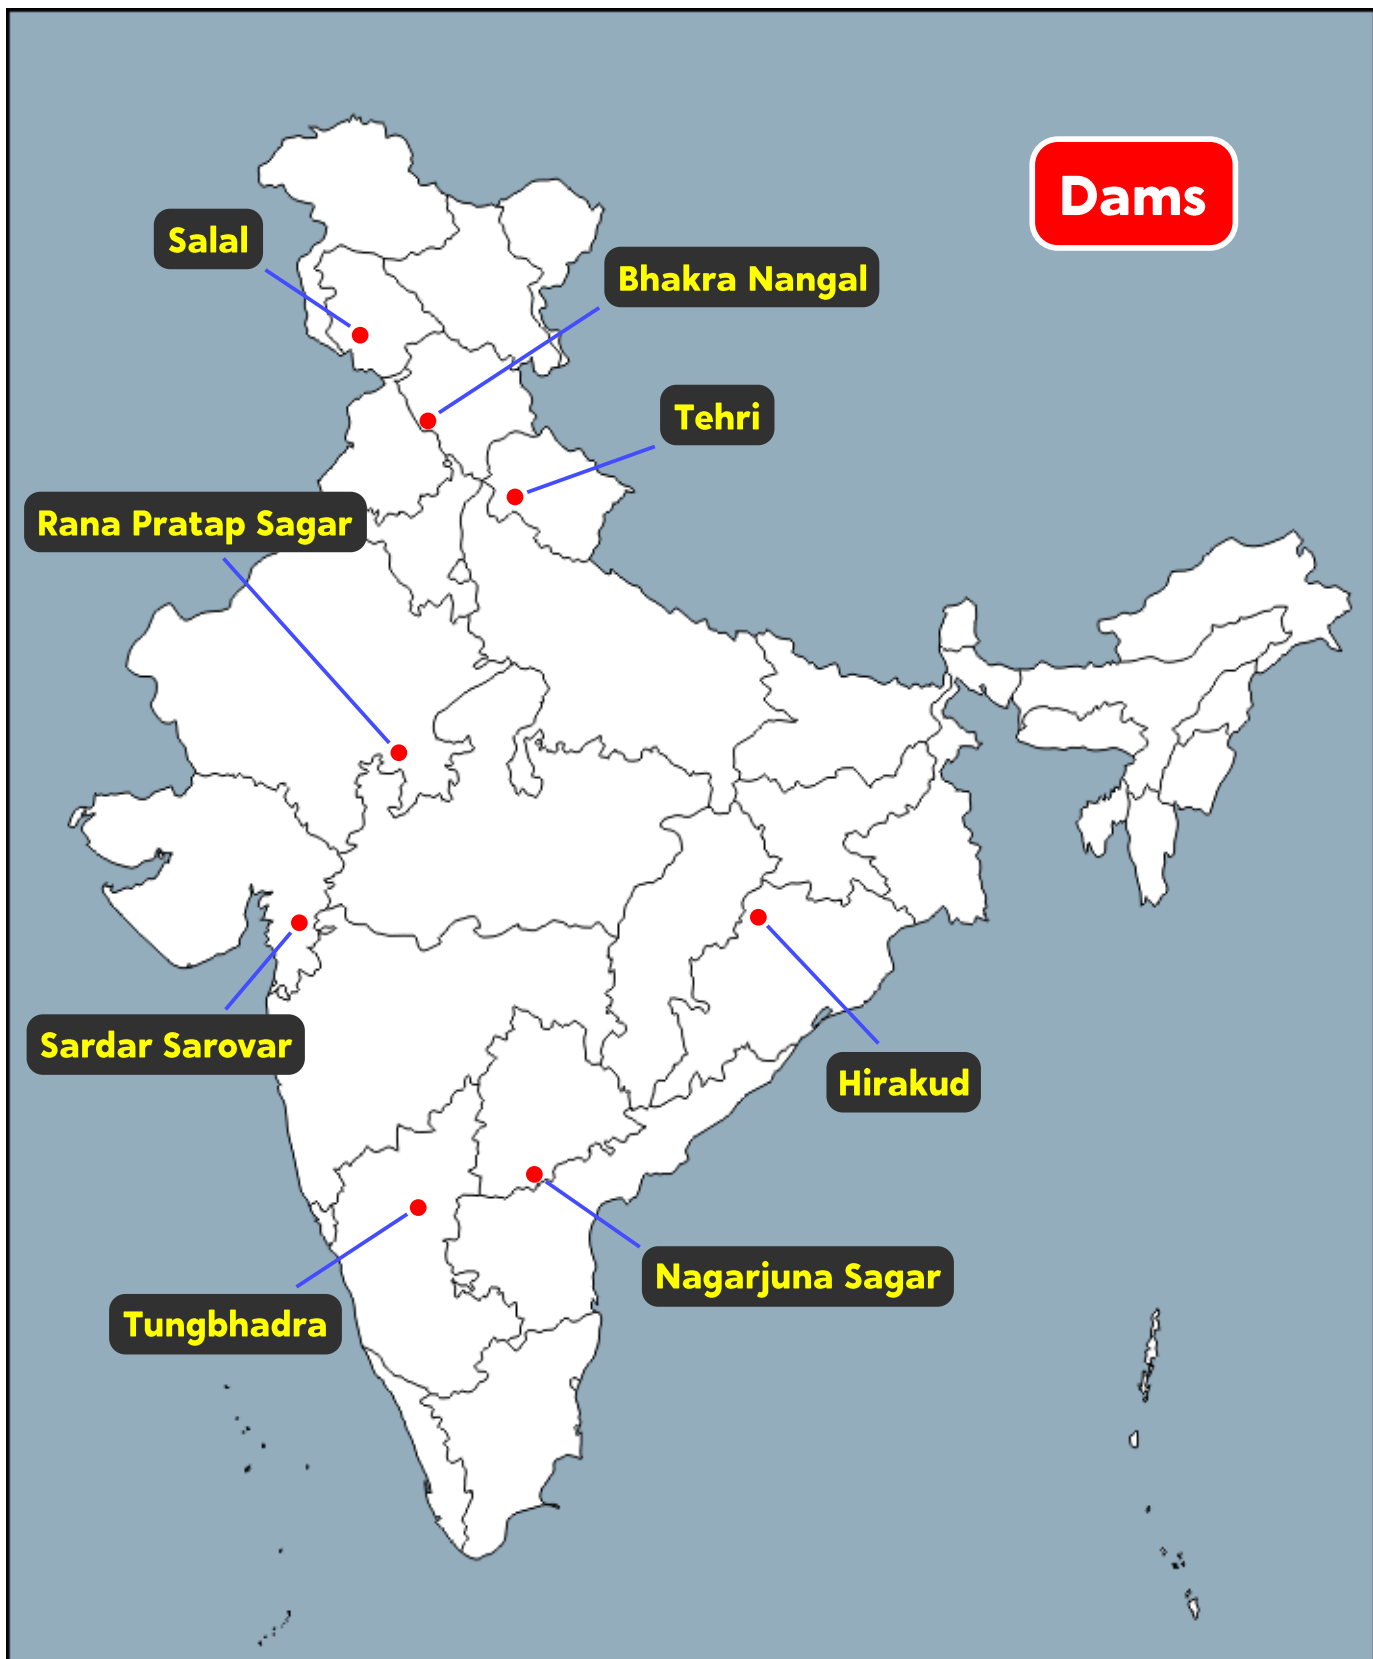 Dams
Salal
Bhakra Nangal
Tehri
Rana Pratap Sagar
Sardar Sarovar
Hirakud
Nagarjuna Sagar
Tungbhadra